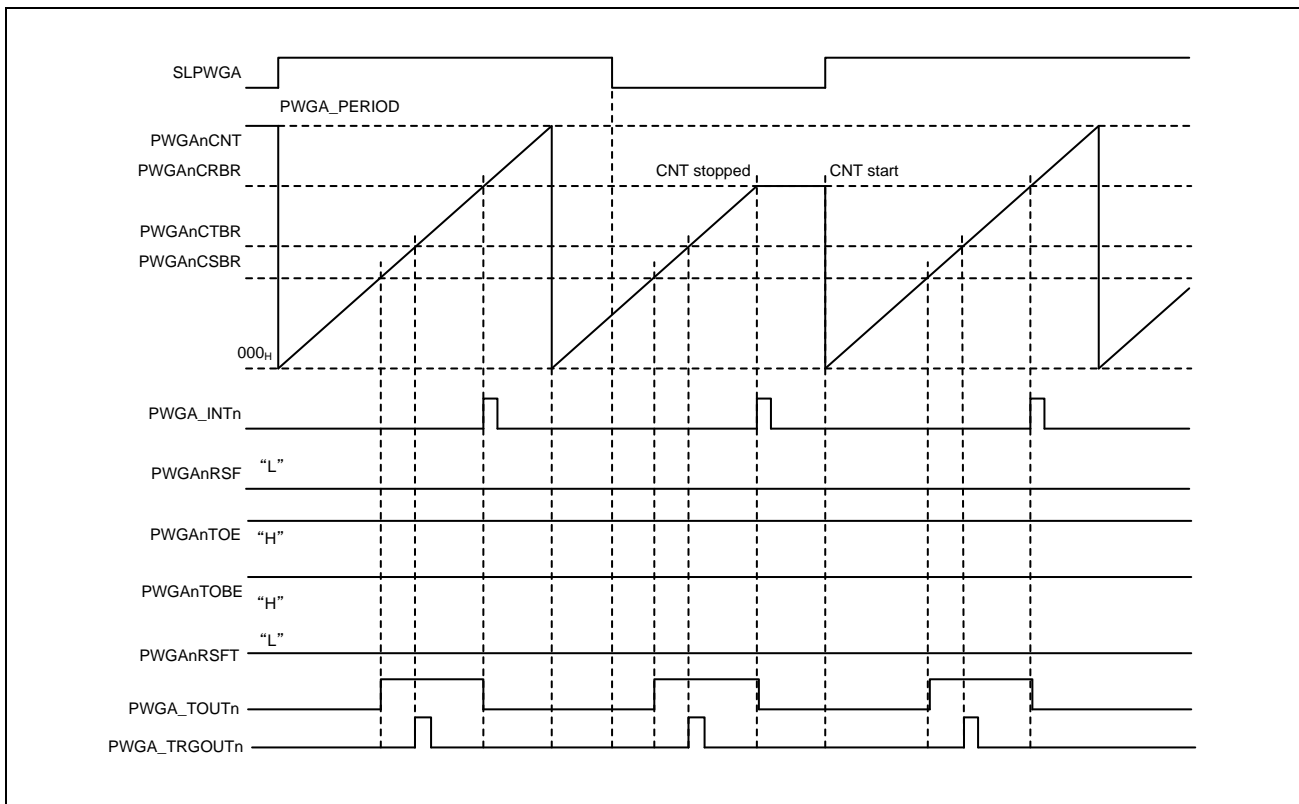 SLPWGA
PWGA_PERIOD
PWGAnCNT
PWGAnCRBR
CNT stopped
CNT start
PWGAnCTBR
PWGAnCSBR
000H
PWGA_INTn
PWGAnRSF
“L”
PWGAnTOE
“H”
PWGAnTOBE
“H”
“L”
PWGAnRSFT
PWGA_TOUTn
PWGA_TRGOUTn